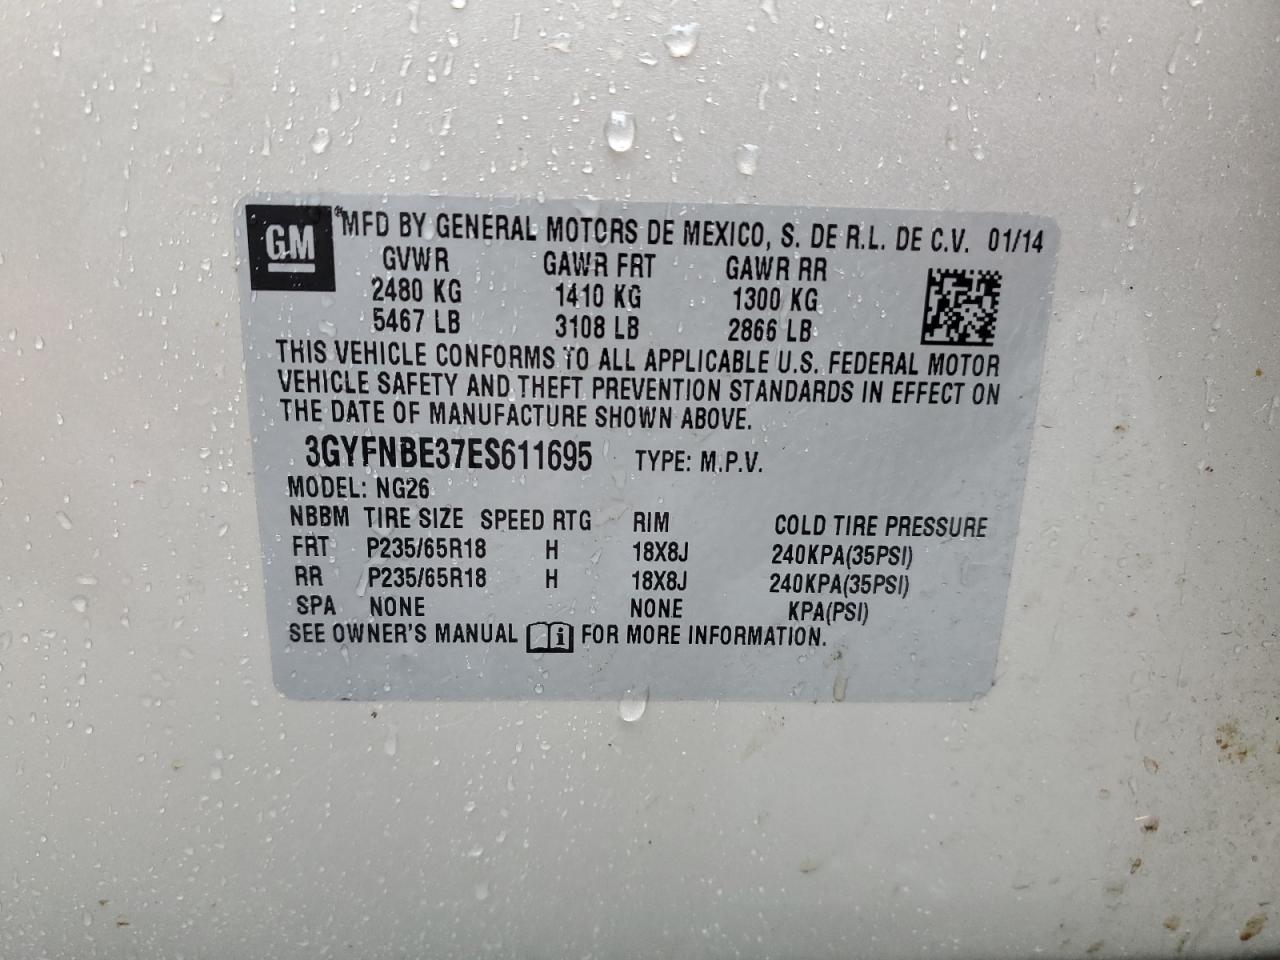 GM
MFD BY GENERAL MOTORS DE MEXICO, S. DE R.L. DE C.V. 01/14
GVWR GAWR FRT GAWR RR
2480 KG 1410 KG 1300 KG
5467 LB 3108 LB 2866 LB
THIS VEHICLE CONFORMS TO ALL APPLICABLE U.S. FEDERAL MOTOR
VEHICLE SAFETY AND THEFT PREVENTION STANDARDS IN EFFECT ON
THE DATE OF MANUFACTURE SHOWN ABOVE.
3GYFNBE37ES611695 TYPE: M.P.V.
MODEL: NG26
NBBM TIRE SIZE SPEED RTG RIM COLD TIRE PRESSURE
FRT P235/65R18 H 18X8J 240KPA(35PSI)
RR P235/65R18 H 18X8J 240KPA(35PSI)
SPA NONE NONE KPA(PSI)
SEE OWNER'S MANUAL i FOR MORE INFORMATION.